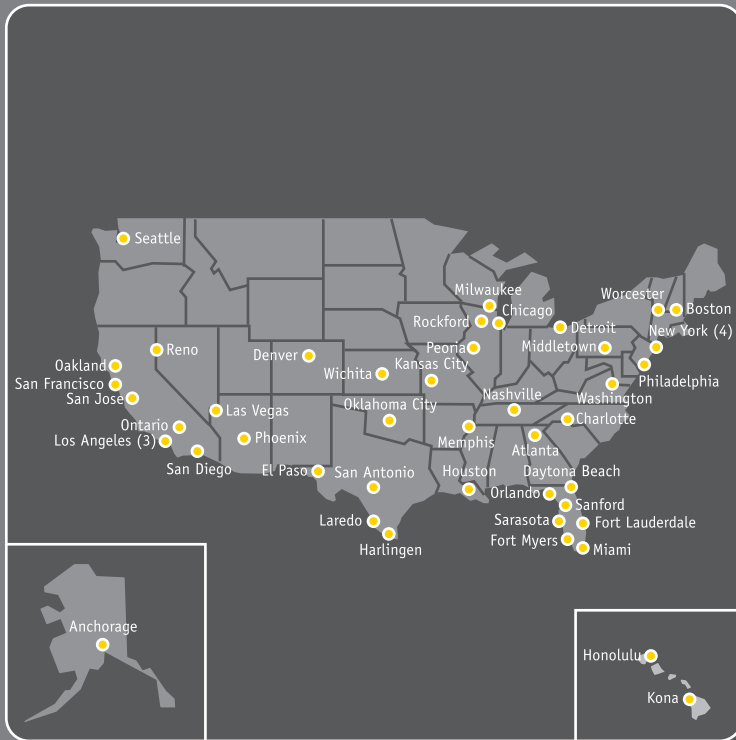 Seattle
Milwaukee
Worcester
Chicago
Boston
Rockford
Detroit
New York (4)
Reno
Peoria
Middletown
Denver
Oakland
Kansas City
Wichita
San Francisco
Philadelphia
San Jose
Nashville
Washington
Oklahoma City
Las Vegas
Charlotte
Ontario
Phoenix
Los Angeles (3)
Memphis
Atlanta
San Diego
El Paso
San Antonio
Houston
Daytona Beach
Orlando
Sanford
Laredo
Sarasota
Fort Lauderdale
Harlingen
Fort Myers
Miami
Anchorage
Honolulu
Kona